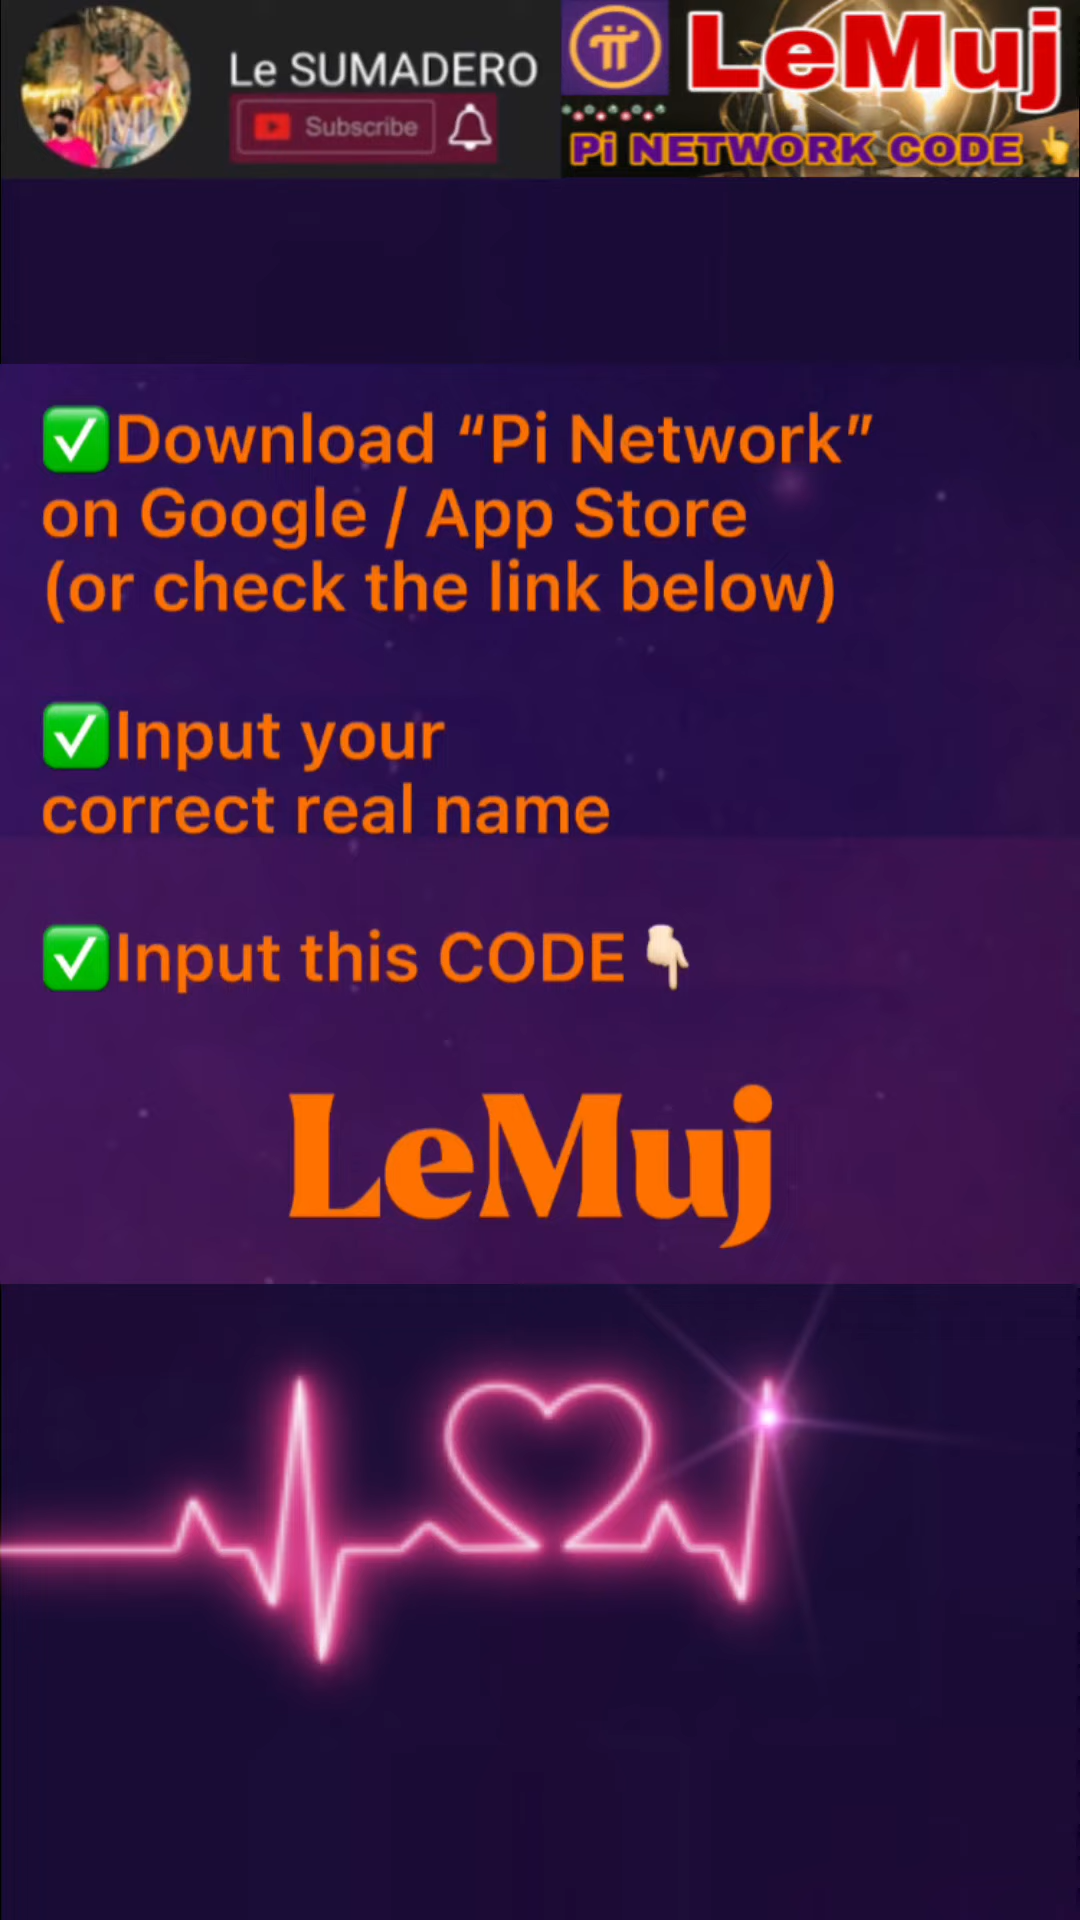 Le SUMADERO
Subscribe
LeMuj
Pi NETWORK CODE 👆
✅Download “Pi Network”
on Google / App Store
(or check the link below)
✅Input your
correct real name
✅Input this CODE👇🏻
LeMuj